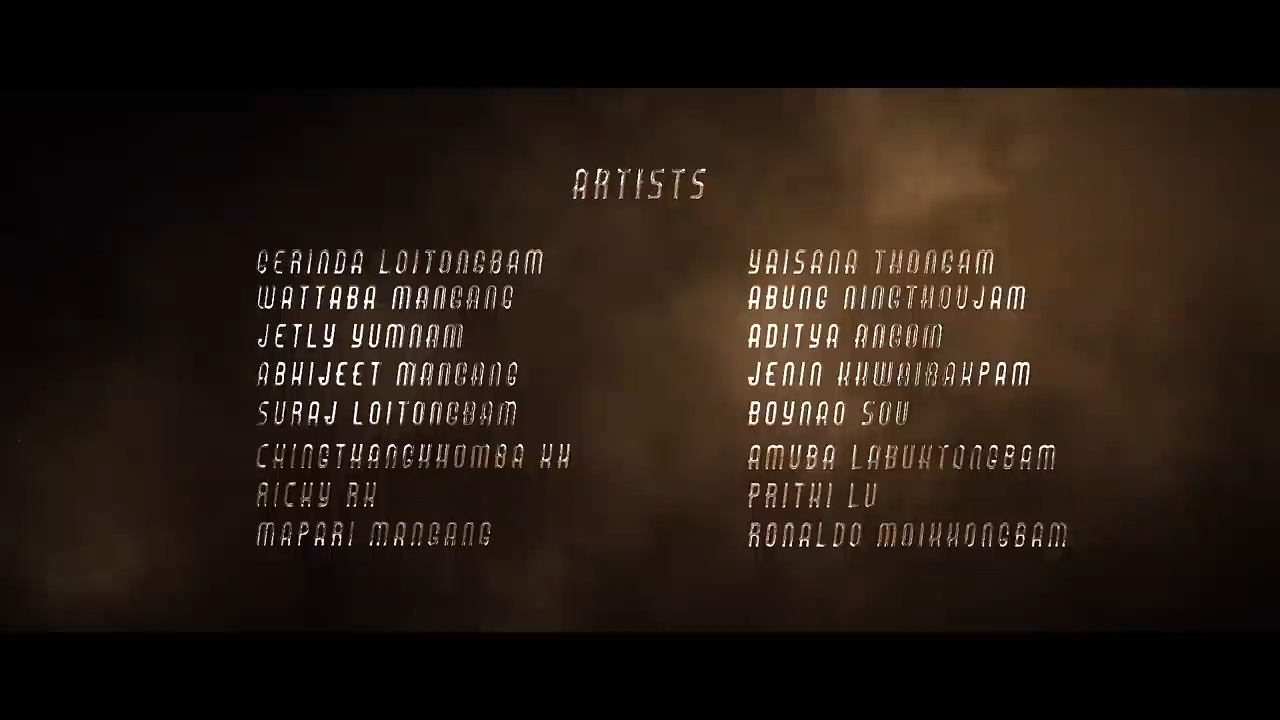 ARTISTS
GERINDA LOITONGBAM
WATTABA MANGANG
JETLY YUMNAM
ABHIJEET MANGANG
SURAJ LOITONGBAM
CHINGTHANGKHOMBA KH
RICKY RK
MAPARI MANGANG
YAISANA THONGAM
ABUNG NINGTHOUJAM
ADITYA ANGOM
JENIN KHWAIRAKPAM
BOYNAO SOU
AMUBA LABUKTONGBAM
PRITHI LU
RONALDO MOIKHONGBAM